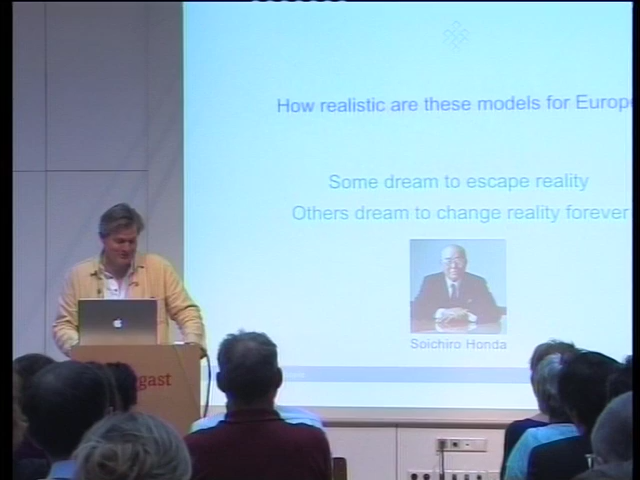 How realistic are these models for Europ
Some dream to escape reality
Others dream to change reality forever
Soichiro Honda
gast